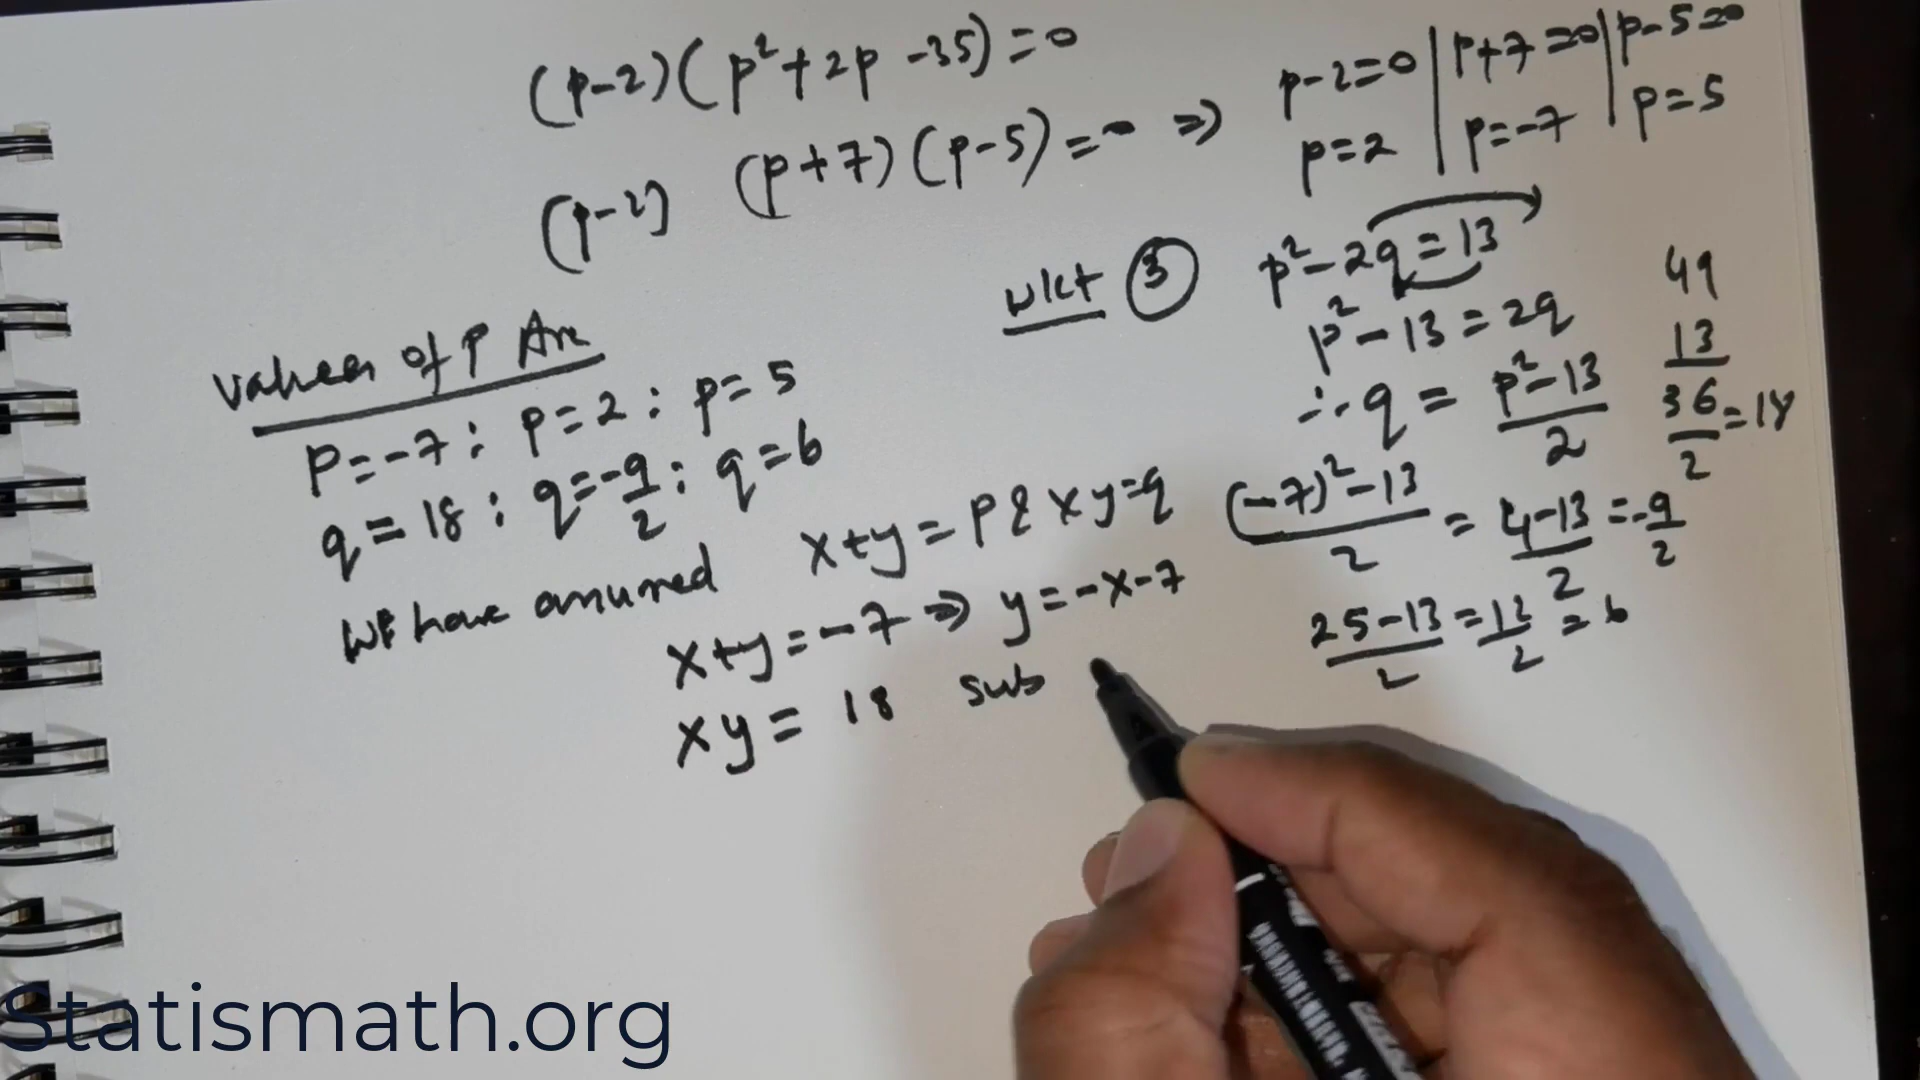 (p-2)(p²+2p-35)=0
(p-2) (p+7)(p-5)=0 ⇒
p-2=0 | p+7=0 | p-5=0
p=2 | p=-7 | p=5
wkt ③ p²-2q=13
p²-13=2q
∴ q = p²-13/2
49
13
36/2=18
values of P Are
P=-7 : p=2 : p=5
q=18 : q=-9/2 : q=6
We have assumed x+y=p & xy=q
(-7)²-13/2 = 4-13/2 = -9/2
x+y=-7 ⇒ y=-x-7
25-13/2 = 12/2 = 6
xy = 18 sub
Statismath.org